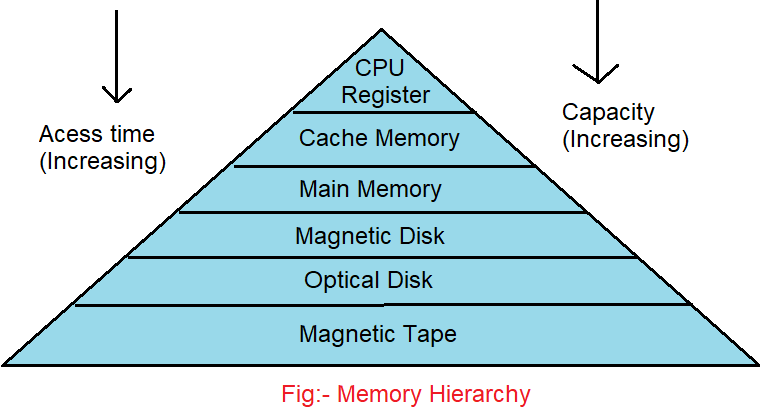 CPU
Register
Acess time
(Increasing)
Capacity
(Increasing)
Cache Memory
Main Memory
Magnetic Disk
Optical Disk
Magnetic Tape
Fig:- Memory Hierarchy